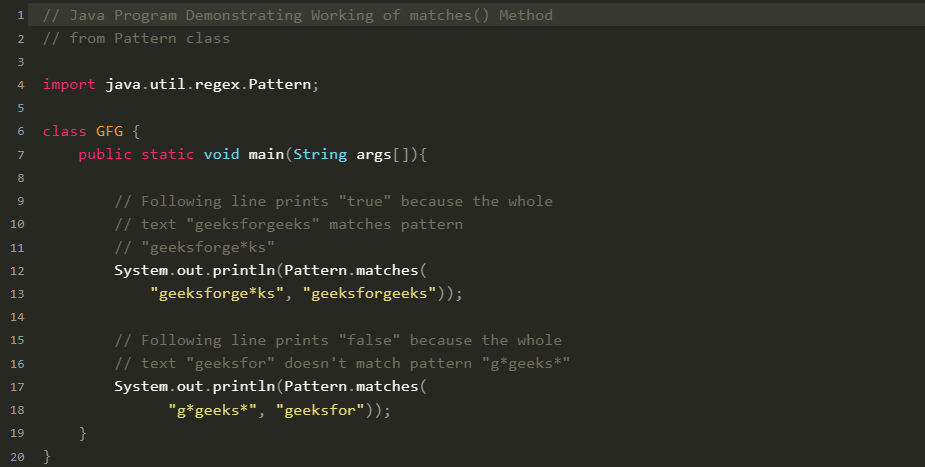 1 // Java Program Demonstrating Working of matches() Method
2 // from Pattern class
3
4 import java.util.regex.Pattern;
5
6 class GFG {
7     public static void main(String args[]){
8
9         // Following line prints "true" because the whole
10         // text "geeksforgeeks" matches pattern
11         // "geeksforge*ks"
12         System.out.println(Pattern.matches(
13             "geeksforge*ks", "geeksforgeeks"));
14
15         // Following line prints "false" because the whole
16         // text "geeksfor" doesn't match pattern "g*geeks*"
17         System.out.println(Pattern.matches(
18               "g*geeks*", "geeksfor"));
19     }
20 }